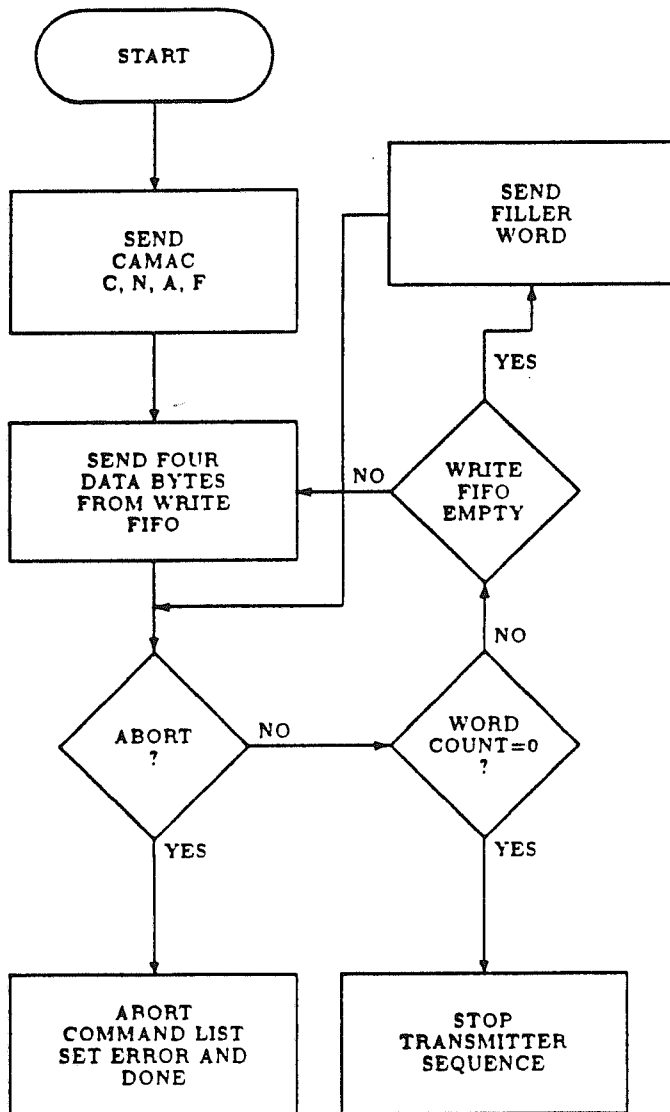 START
SEND
CAMAC
C, N, A, F
SEND FOUR
DATA BYTES
FROM WRITE
FIFO
SEND
FILLER
WORD
YES
WRITE
FIFO
EMPTY
NO
NO
ABORT
?
NO
WORD
COUNT=0
?
YES
YES
ABORT
COMMAND LIST
SET ERROR AND
DONE
STOP
TRANSMITTER
SEQUENCE